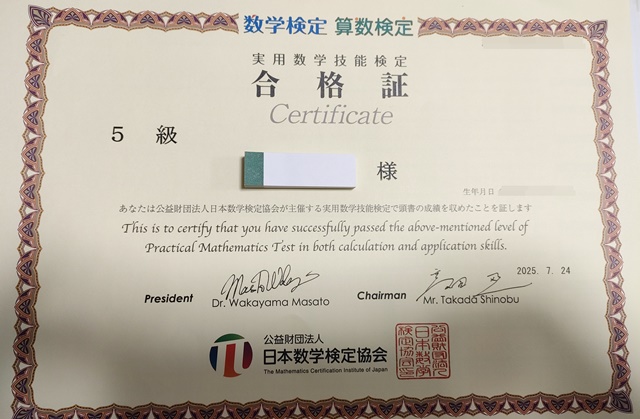 数学検定 算数検定
実用数学技能検定
合格証
Certificate
5級
様
生年月日
あなたは公益財団法人日本数学検定協会が主催する実用数学技能検定で頭書の成績を収めたことを証します
This is to certify that you have successfully passed the above-mentioned level of
Practical Mathematics Test in both calculation and application skills.
2025. 7. 24
President Dr. Wakayama Masato Chairman Mr. Takada Shinobu
公益財団法人
日本数学検定協会
The Mathematics Certification Institute of Japan